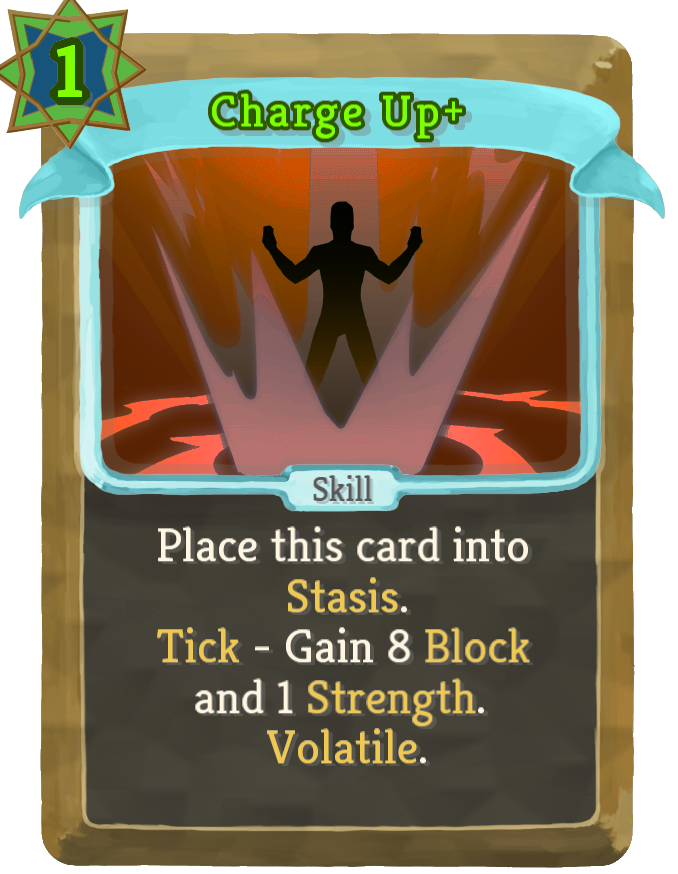 1
Charge Up+
Skill
Place this card into
Stasis.
Tick - Gain 8 Block
and 1 Strength.
Volatile.